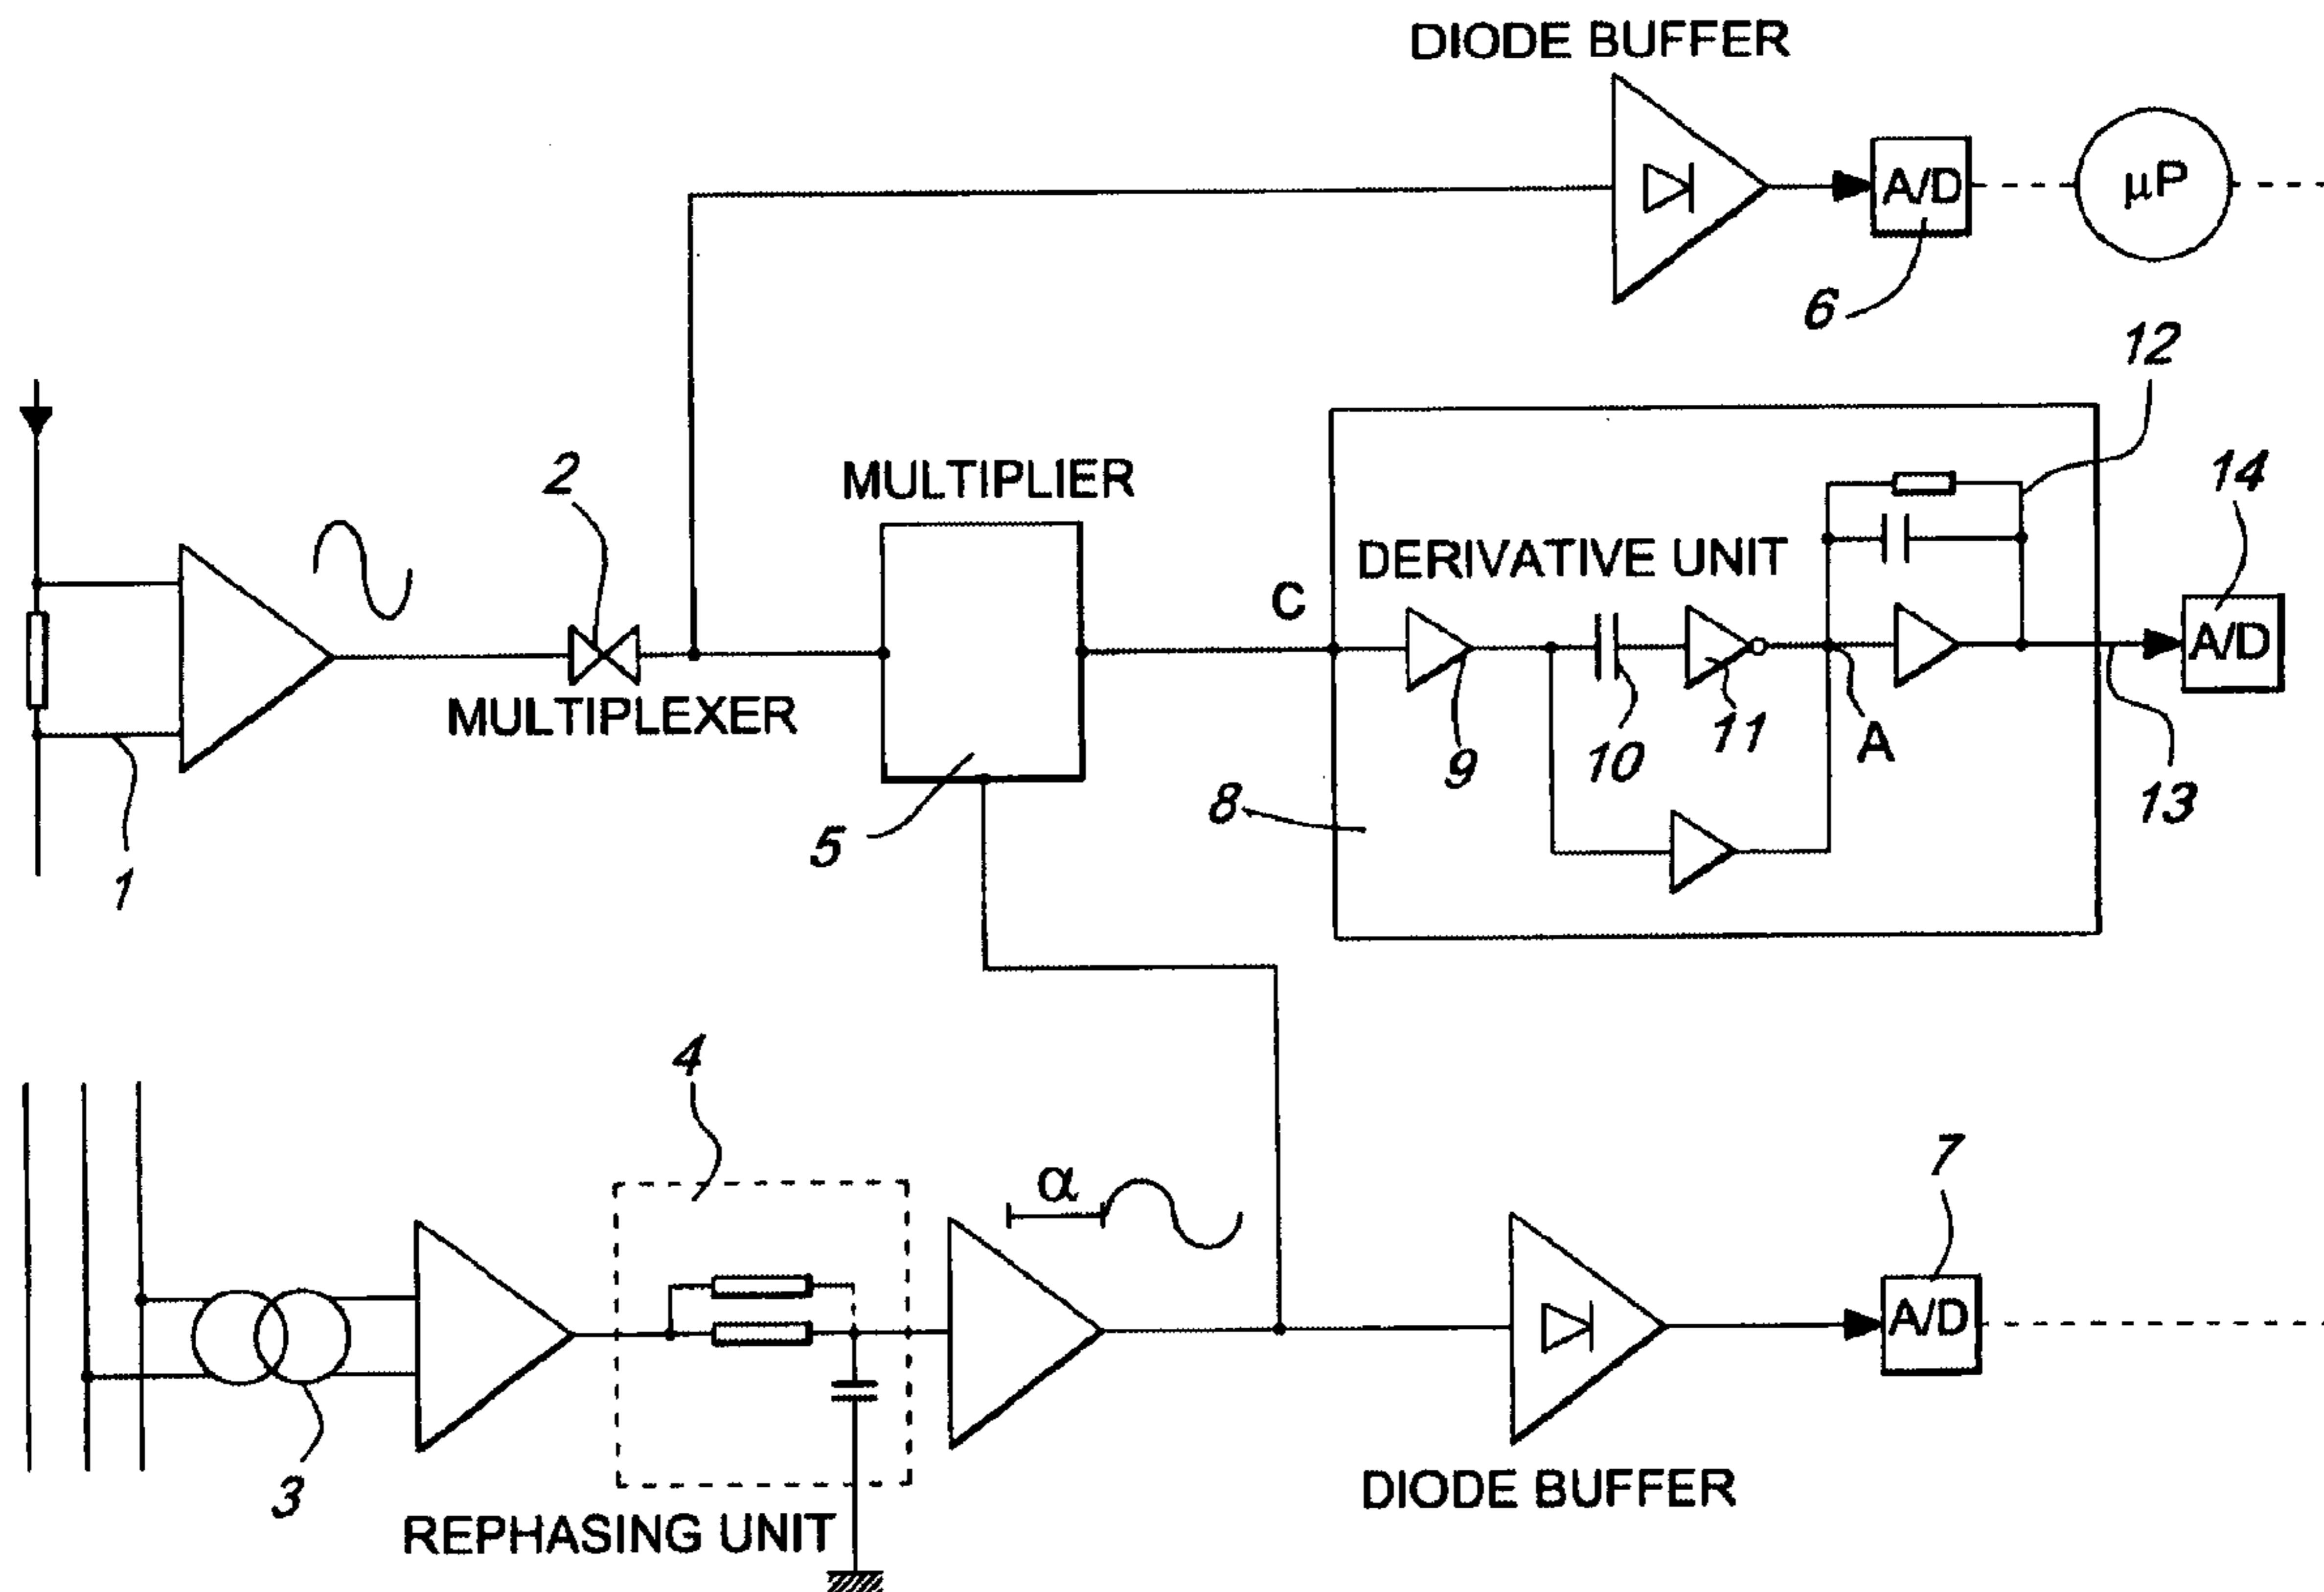 DIODE BUFFER
A/D
μP
6
12
2
MULTIPLIER
14
DERIVATIVE UNIT
C
A/D
MULTIPLEXER
9
10
11
A
13
8
5
1
4
α
7
A/D
3
DIODE BUFFER
REPHASING UNIT